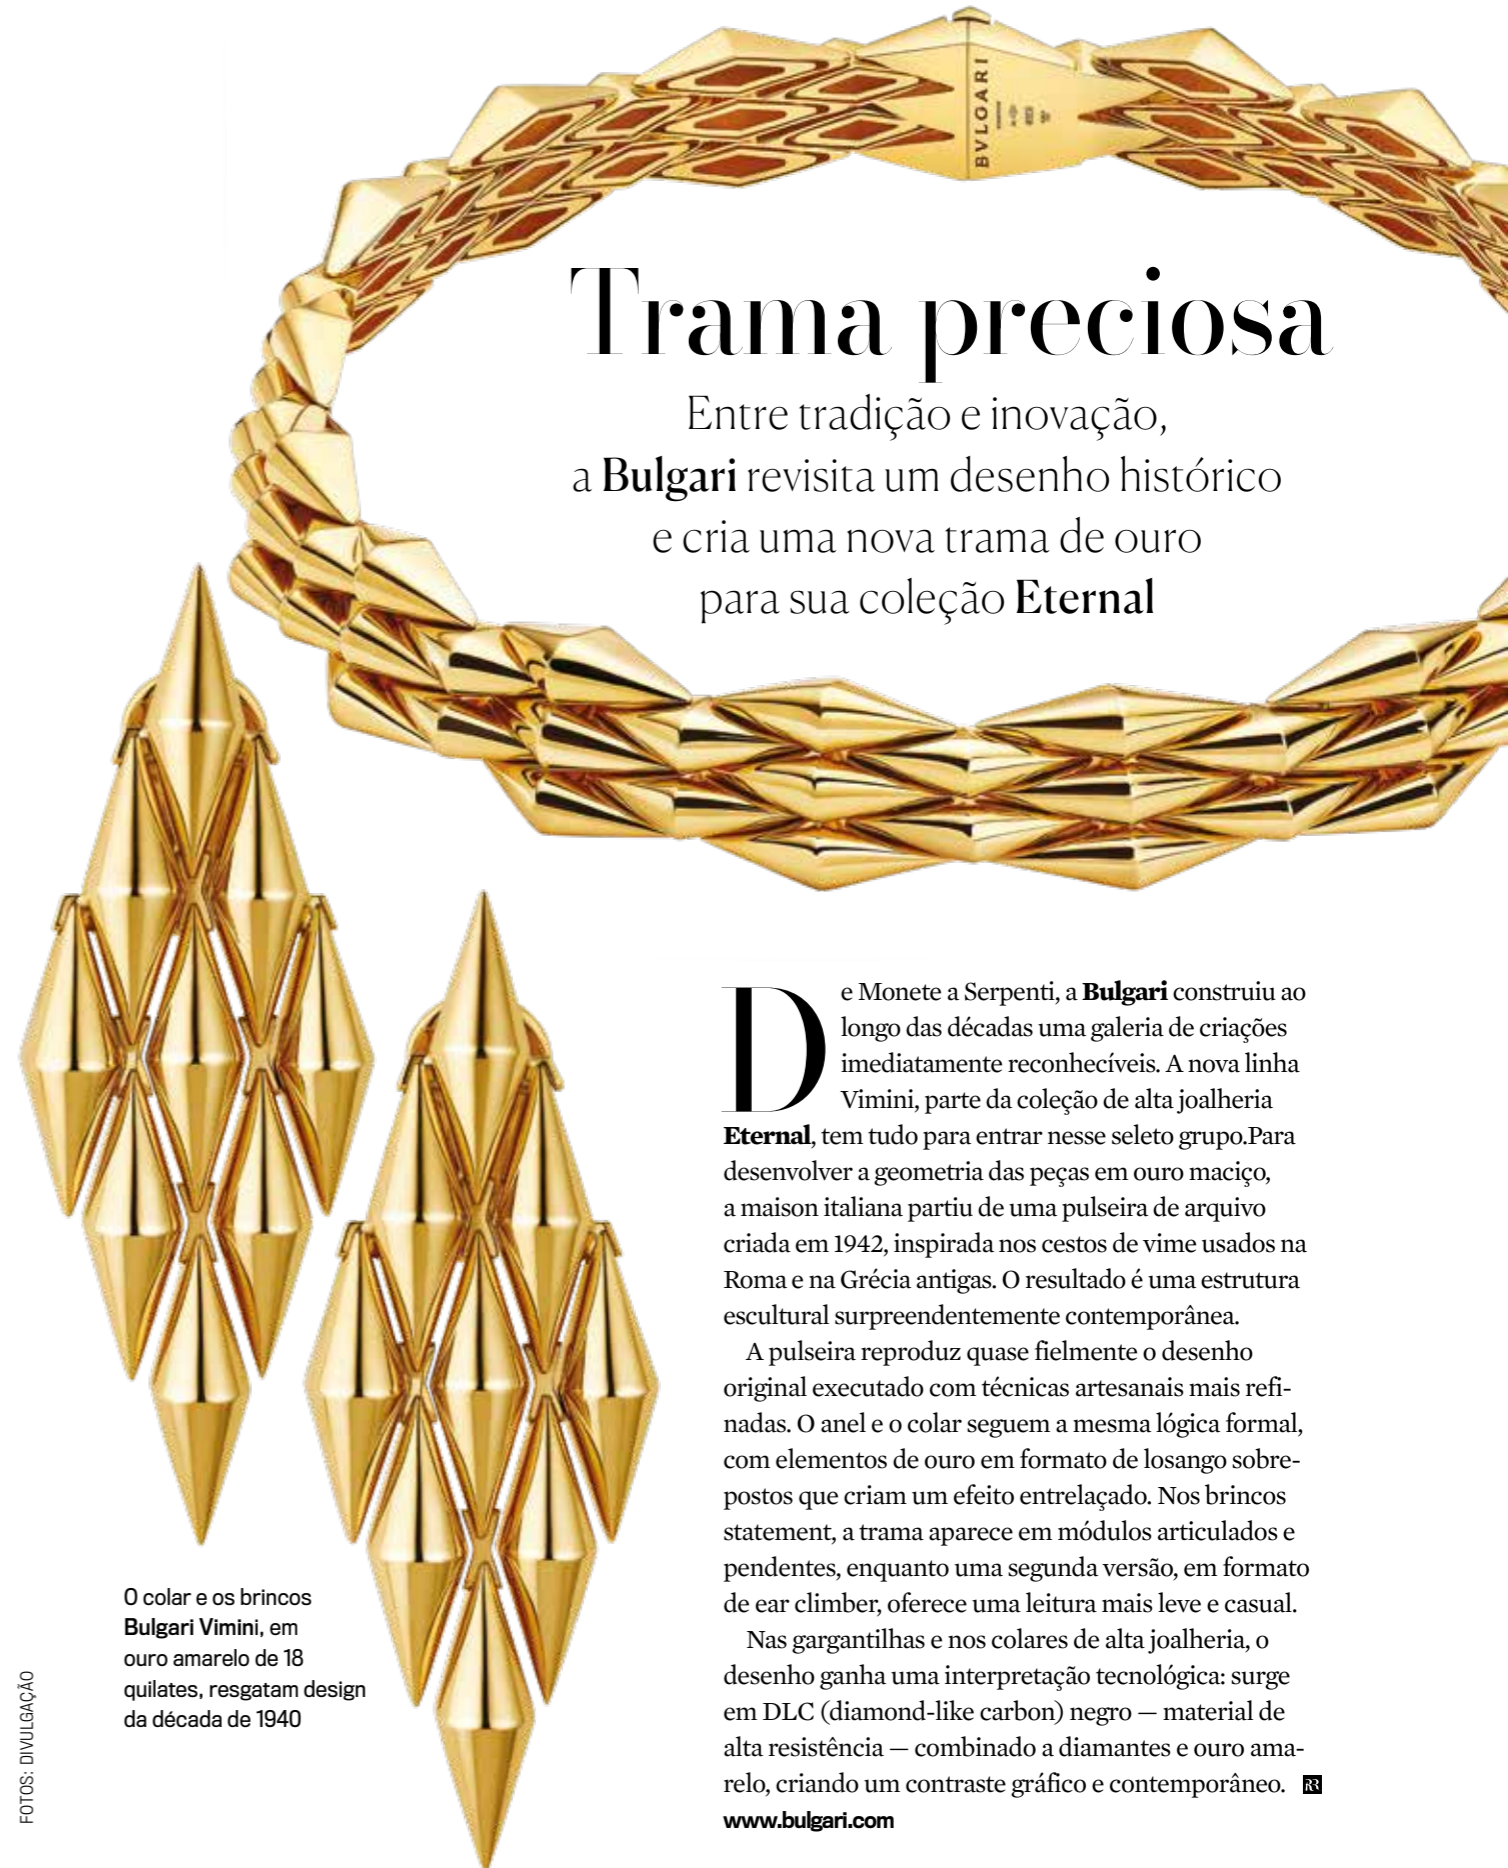 BVLGARI
Trama preciosa
Entre tradição e inovação,
a Bulgari revisita um desenho histórico
e cria uma nova trama de ouro
para sua coleção Eternal
De Monete a Serpenti, a Bulgari construiu ao
longo das décadas uma galeria de criações
imediatamente reconhecíveis. A nova linha
Vimini, parte da coleção de alta joalheria
Eternal, tem tudo para entrar nesse seleto grupo.Para
desenvolver a geometria das peças em ouro maciço,
a maison italiana partiu de uma pulseira de arquivo
criada em 1942, inspirada nos cestos de vime usados na
Roma e na Grécia antigas. O resultado é uma estrutura
escultural surpreendentemente contemporânea.
A pulseira reproduz quase fielmente o desenho
original executado com técnicas artesanais mais refi-
nadas. O anel e o colar seguem a mesma lógica formal,
com elementos de ouro em formato de losango sobre-
postos que criam um efeito entrelaçado. Nos brincos
statement, a trama aparece em módulos articulados e
pendentes, enquanto uma segunda versão, em formato
de ear climber, oferece uma leitura mais leve e casual.
Nas gargantilhas e nos colares de alta joalheria, o
desenho ganha uma interpretação tecnológica: surge
em DLC (diamond-like carbon) negro — material de
alta resistência — combinado a diamantes e ouro ama-
relo, criando um contraste gráfico e contemporâneo. RR
www.bulgari.com
O colar e os brincos
Bulgari Vimini, em
ouro amarelo de 18
quilates, resgatam design
da década de 1940
FOTOS: DIVULGAÇÃO